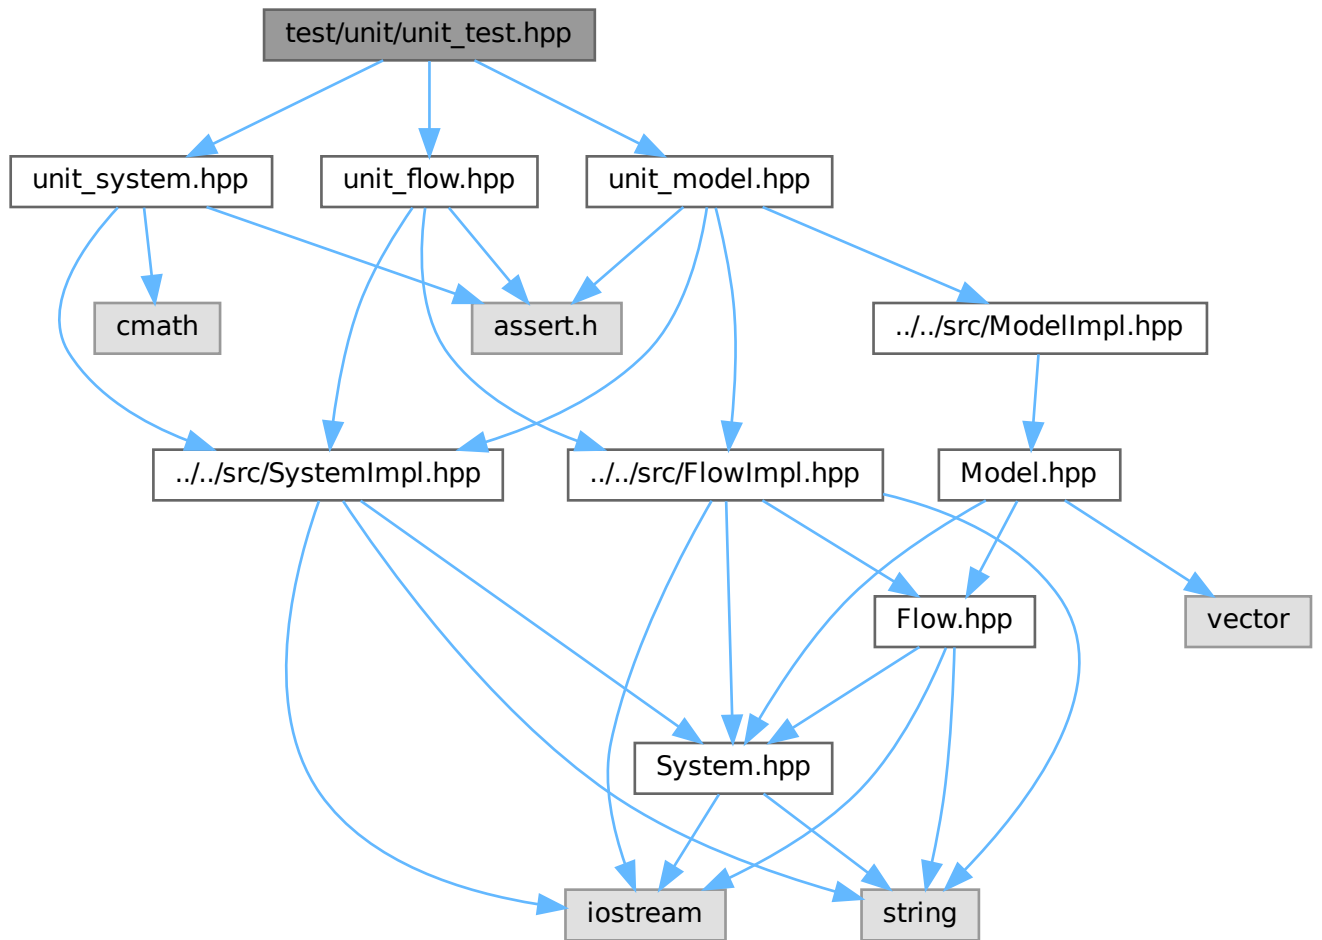 test/unit/unit_test.hpp
unit_system.hpp
unit_flow.hpp
unit_model.hpp
cmath
assert.h
../../src/ModelImpl.hpp
../../src/SystemImpl.hpp
../../src/FlowImpl.hpp
Model.hpp
Flow.hpp
vector
System.hpp
iostream
string